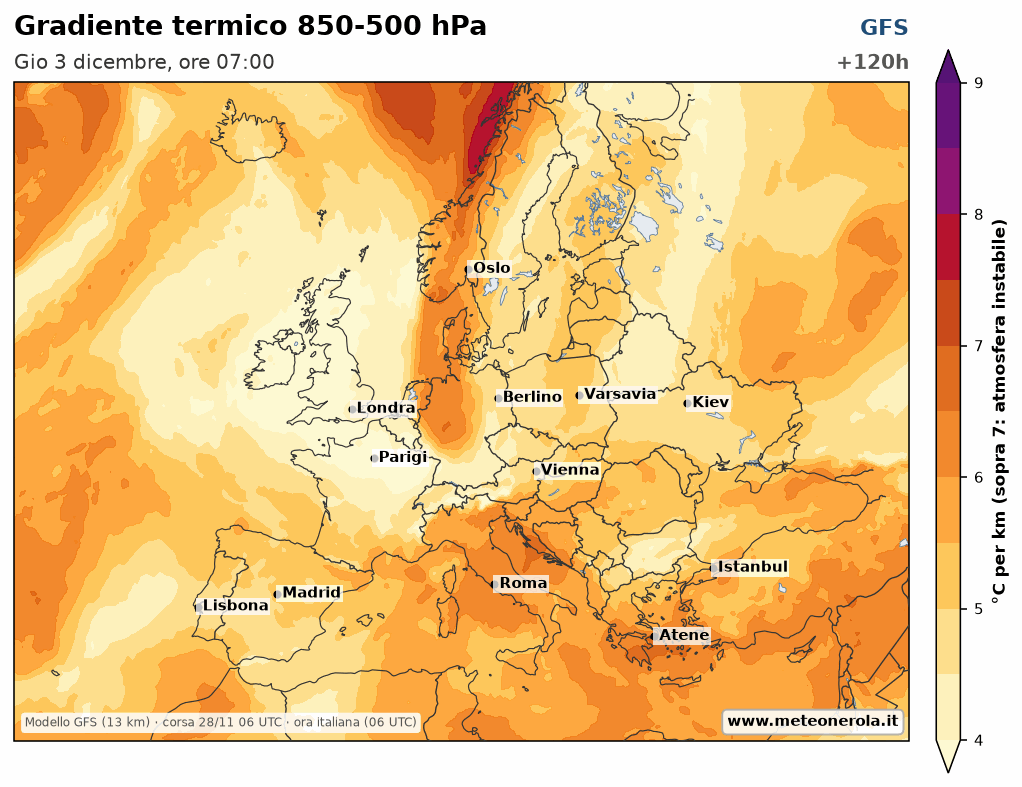 Gradiente termico 850-500 hPa
GFS
Gio 3 dicembre, ore 07:00
+120h
Oslo
Londra
Berlino
Varsavia
Kiev
Parigi
Vienna
Istanbul
Roma
Madrid
Lisbona
Atene
Modello GFS (13 km) · corsa 28/11 06 UTC · ora italiana (06 UTC)
www.meteonerola.it
9
8
7
6
5
4
°C per km (sopra 7: atmosfera instabile)